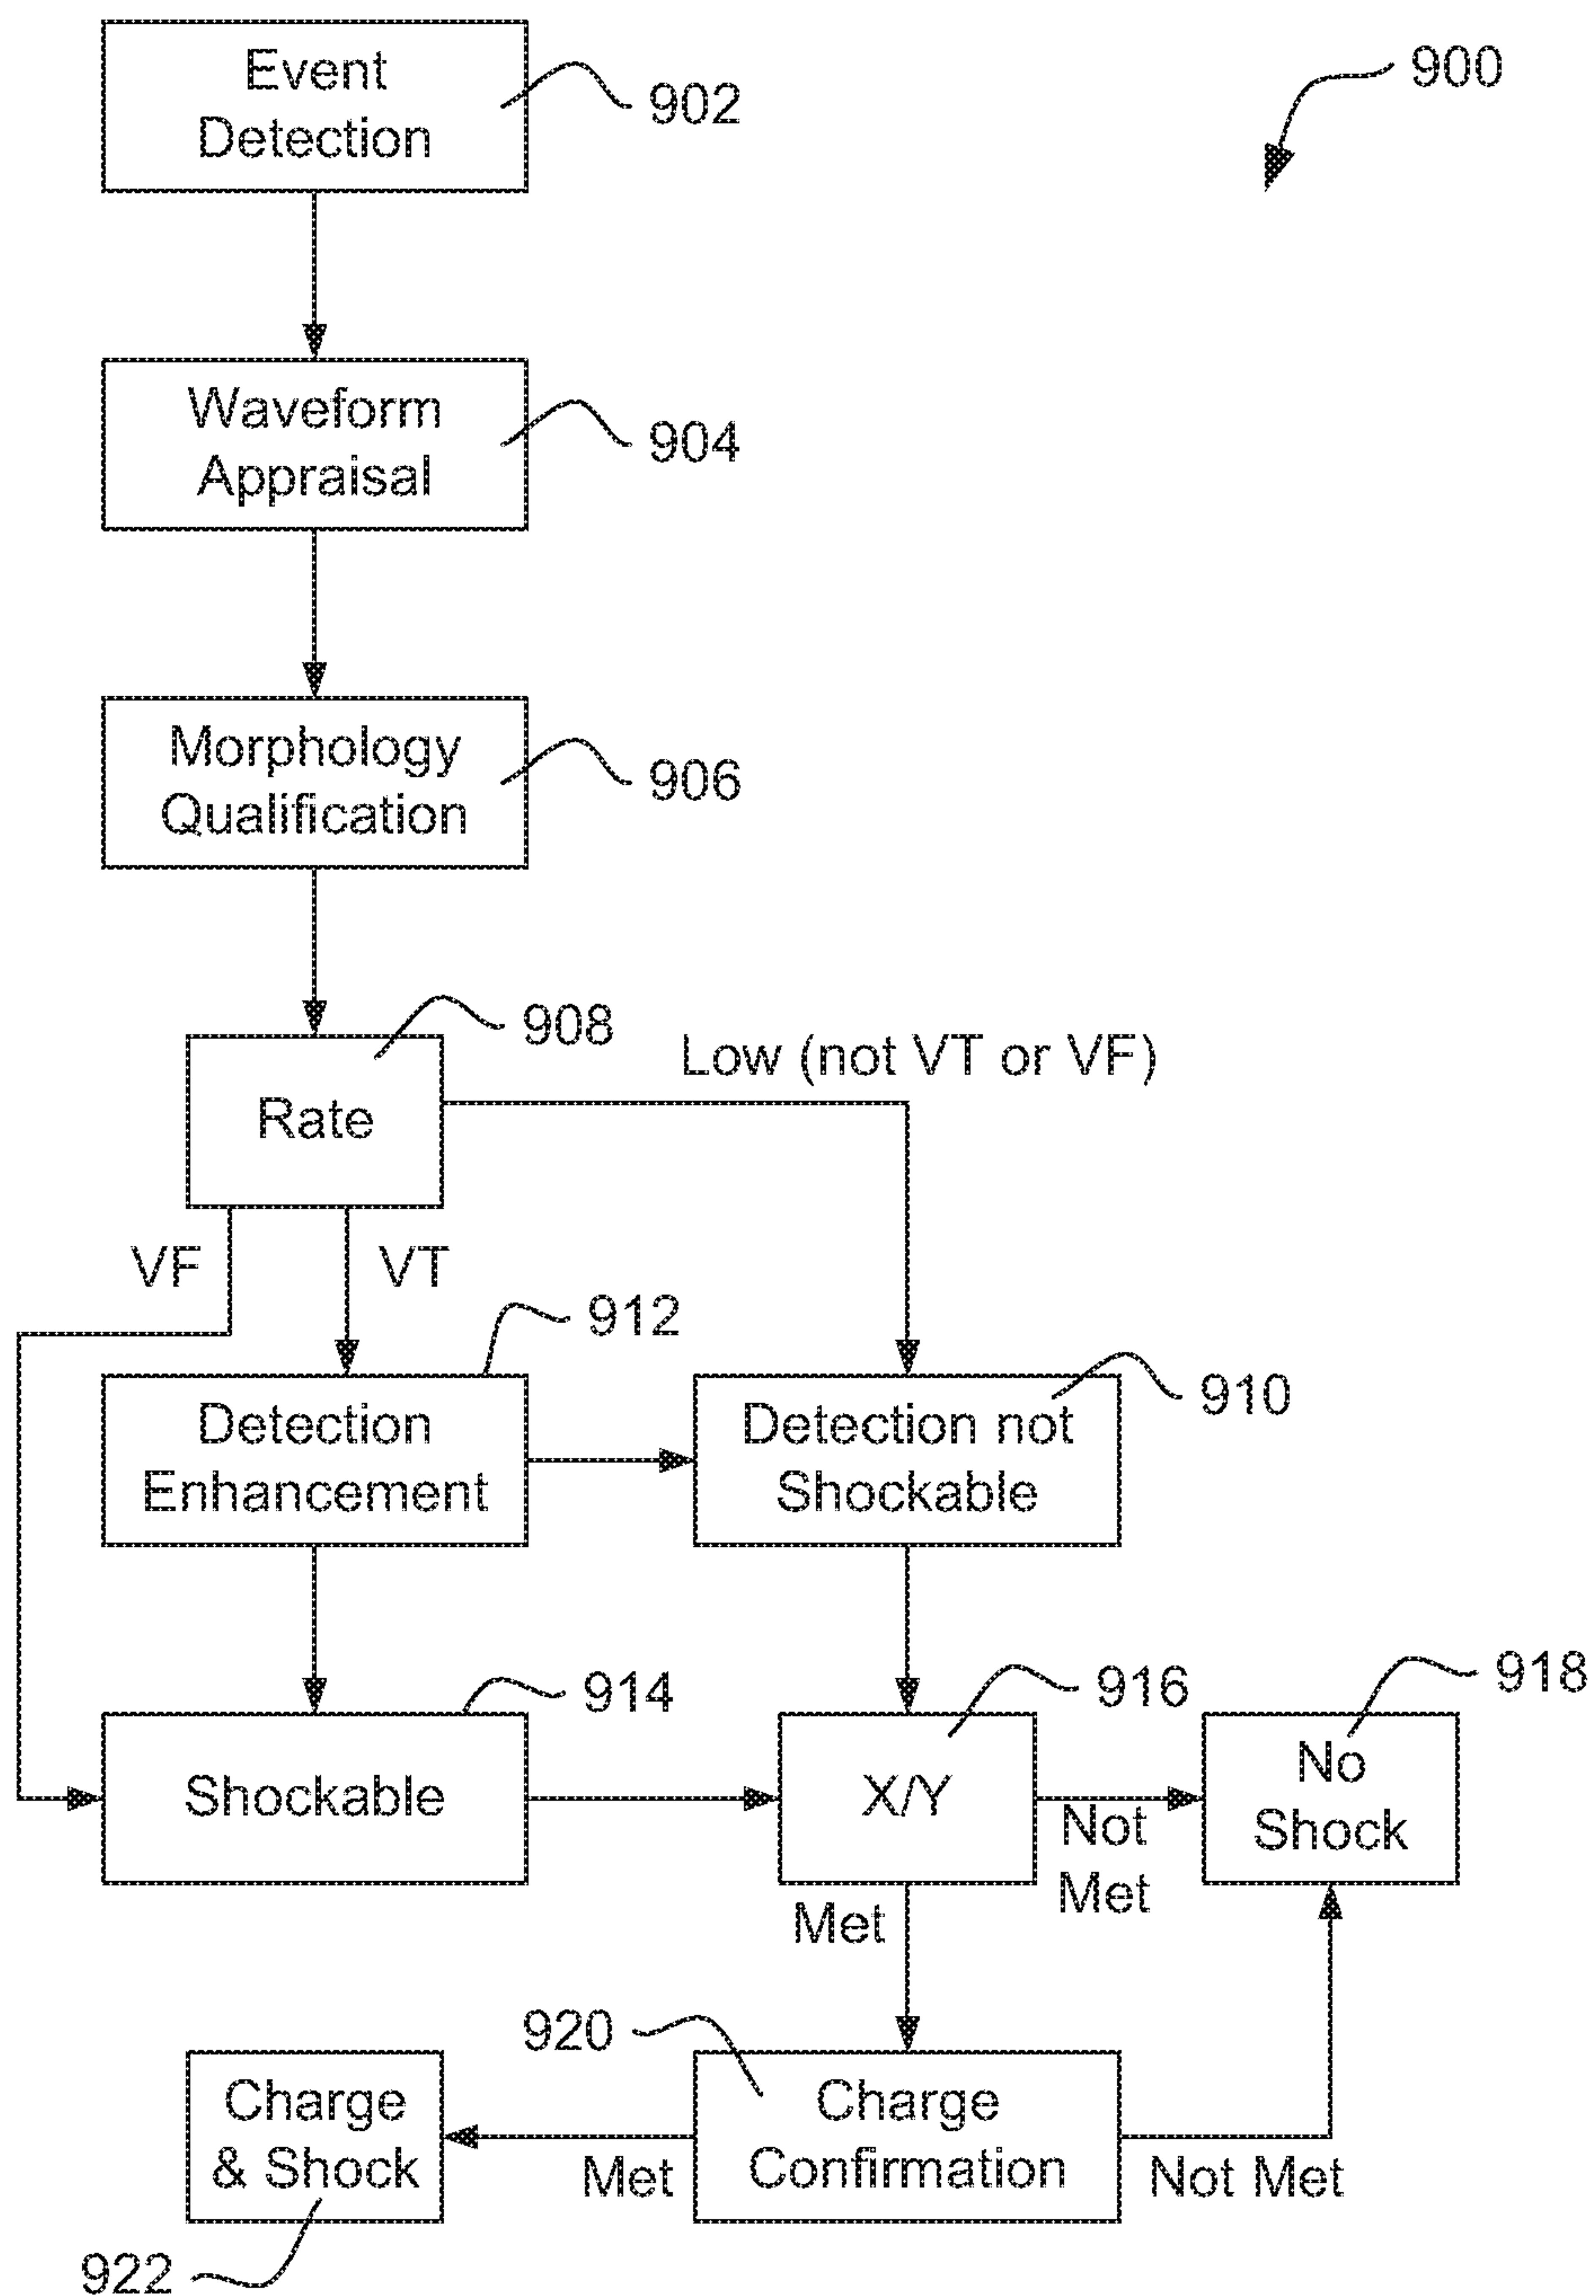 Event
Detection
902
900
Waveform
Appraisal
904
Morphology
Qualification
906
908
Rate
Low (not VT or VF)
VF
VT
912
Detection
Enhancement
Detection not
Shockable
910
914
Shockable
916
X/Y
918
No
Shock
Not
Met
Met
920
Charge
& Shock
Met
Charge
Confirmation
Not Met
922